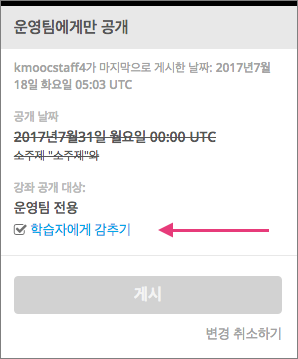 운영팀에게만 공개
kmoocstaff4가 마지막으로 게시한 날짜: 2017년7월
18일 화요일 05:03 UTC
공개 날짜
2017년7월31일 월요일 00:00 UTC
소주제 "소주제"와
강좌 공개 대상:
운영팀 전용
학습자에게 감추기
게시
변경 취소하기